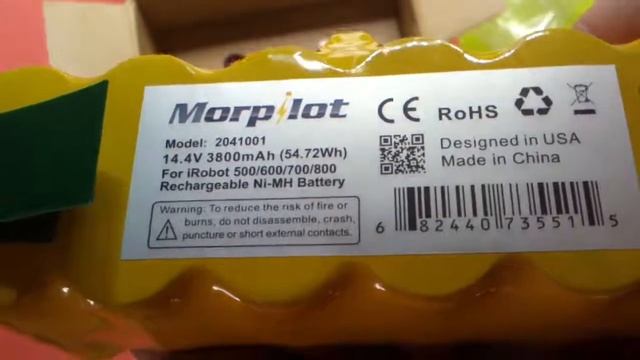 Morpilot
CE RoHS
Model: 2041001
14.4V 3800mAh (54.72Wh)
For iRobot 500/600/700/800
Rechargeable Ni-MH Battery
Designed in USA
Made in China
Warning: To reduce the risk of fire or
burns, do not disassemble, crash,
puncture or short external contacts.
6 82440 73551 5